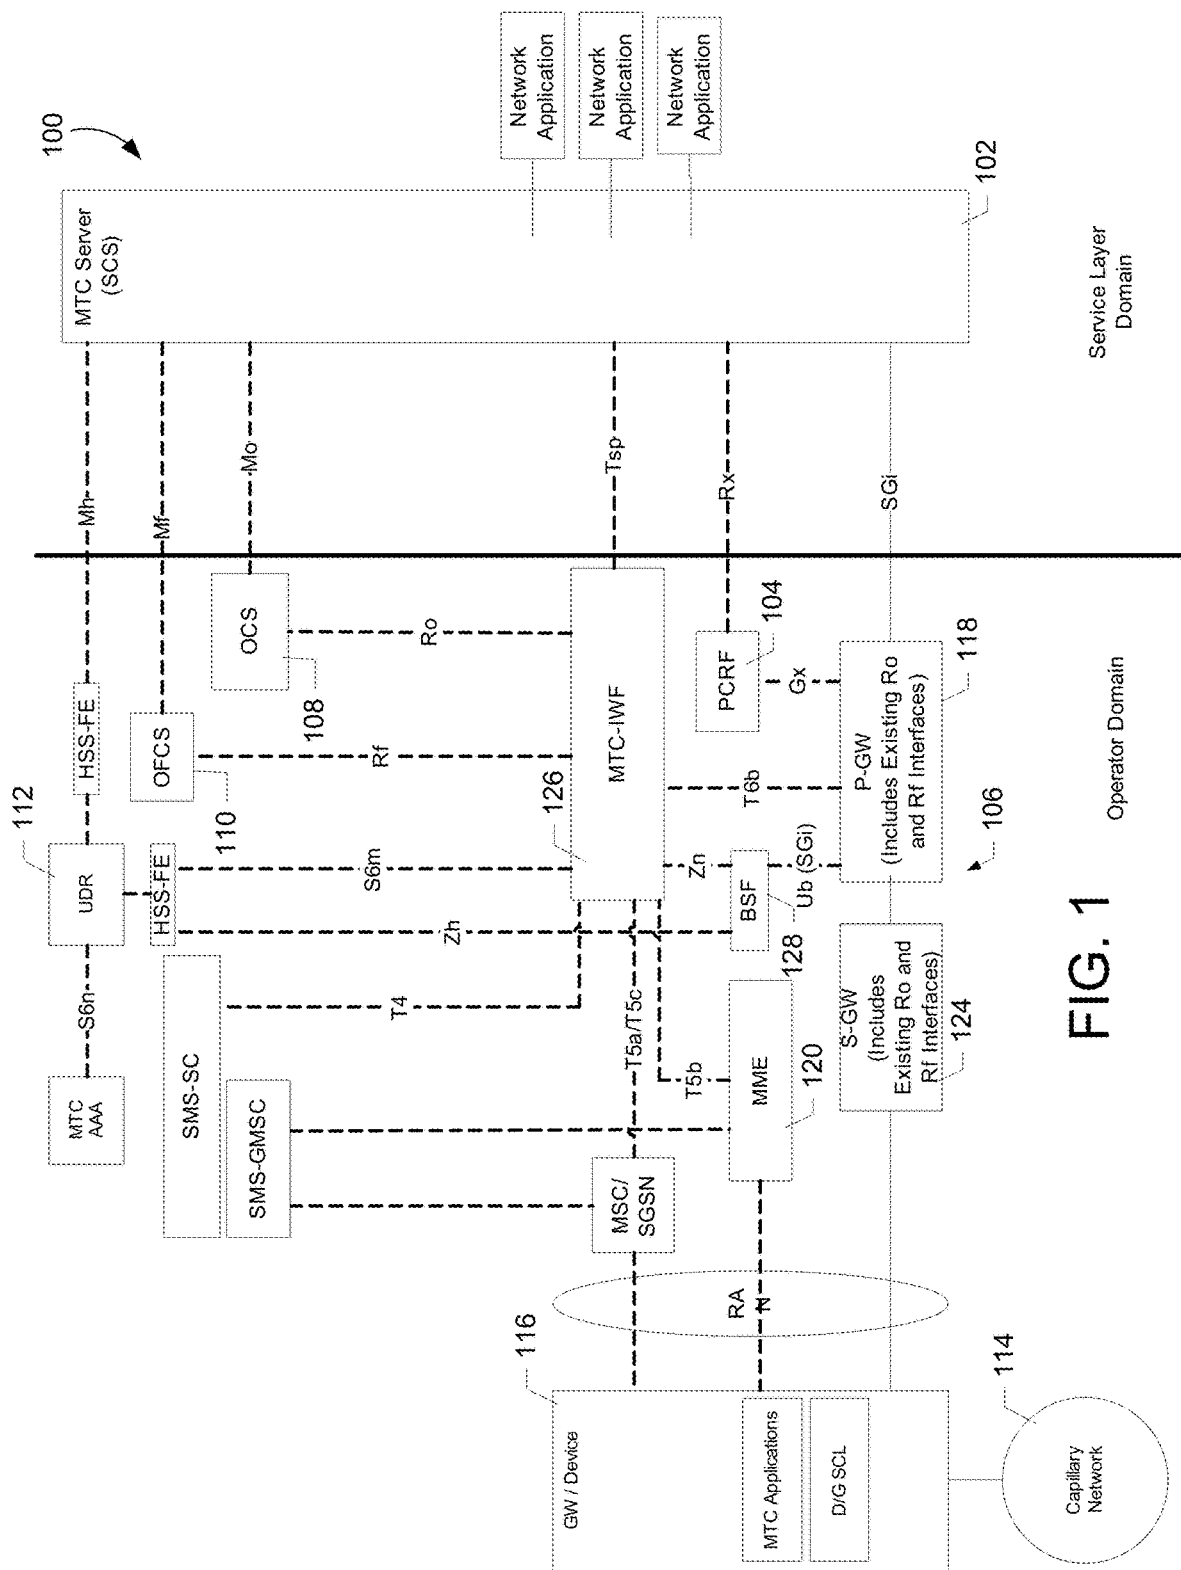 100
MTC Server
(SCS)
Network
Application
Network
Application
Network
Application
102
Service Layer
Domain
Mh
Mf
Mo
Tsp
Rx
SGi
112
MTC
AAA
S6n
UDR
HSS-FE
HSS-FE
OFCS
110
OCS
108
SMS-SC
SMS-GMSC
T4
Zh
S6m
Rf
Ro
126
MTC-IWF
T5a/T5c
T5b
MSC/
SGSN
MME
120
BSF
128
Zn
Ub (SGi)
T6b
PCRF
104
Gx
P-GW
(Includes Existing Ro
and Rf Interfaces)
118
S-GW
(Includes
Existing Ro and
Rf Interfaces)
124
106
Operator Domain
RA
N
116
GW / Device
MTC Applications
D/G SCL
114
Capillary
Network
FIG. 1